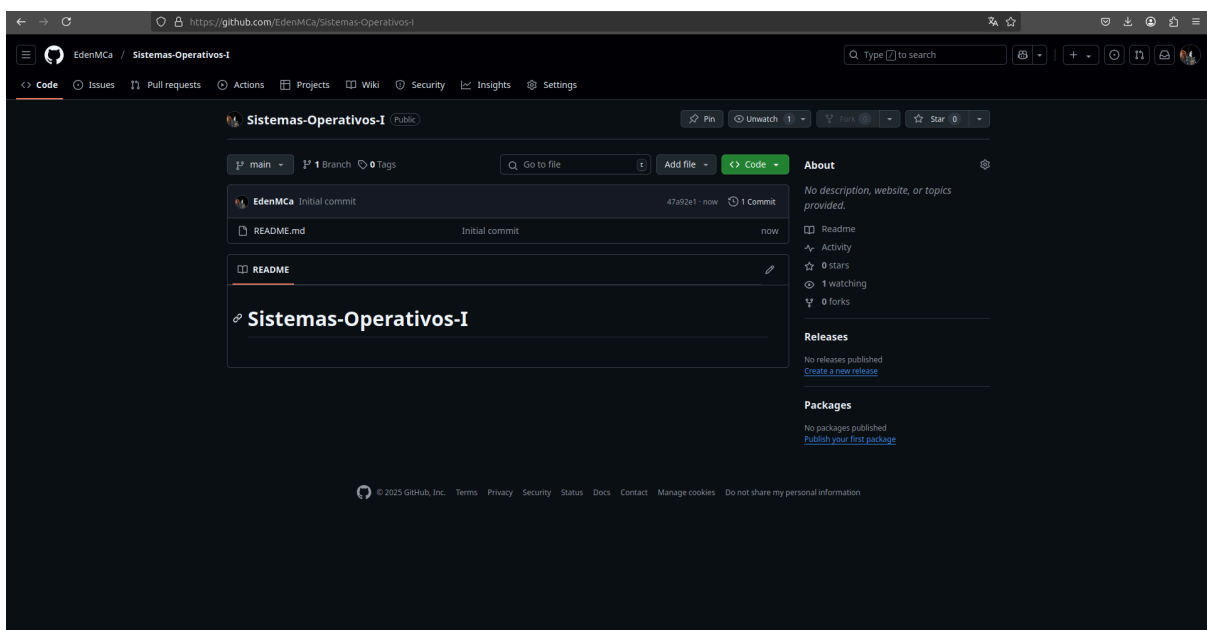 https://github.com/EdenMCa/Sistemas-Operativos-I
EdenMCa / Sistemas-Operativos-I
Type / to search
Code Issues Pull requests Actions Projects Wiki Security Insights Settings
Sistemas-Operativos-I Public
Pin Unwatch 1 Fork 0 Star 0
main 1 Branch 0 Tags Go to file t Add file Code
EdenMCa Initial commit 47a92e1 · now 1 Commit
README.md Initial commit now
README
Sistemas-Operativos-I
About
No description, website, or topics
provided.
Readme
Activity
0 stars
1 watching
0 forks
Releases
No releases published
Create a new release
Packages
No packages published
Publish your first package
© 2025 GitHub, Inc. Terms Privacy Security Status Docs Contact Manage cookies Do not share my personal information